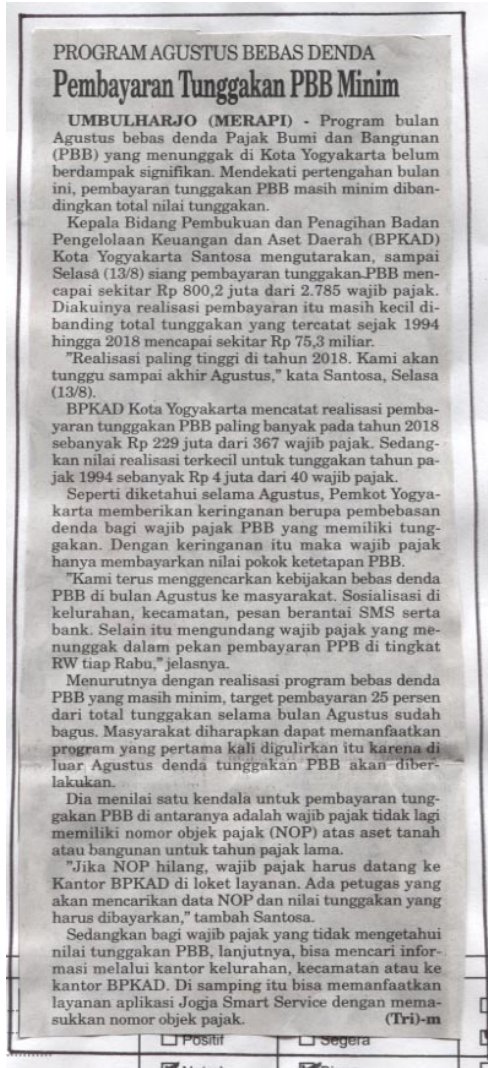 PROGRAM AGUSTUS BEBAS DENDA
Pembayaran Tunggakan PBB Minim
UMBULHARJO (MERAPI) - Program bulan
Agustus bebas denda Pajak Bumi dan Bangunan
(PBB) yang menunggak di Kota Yogyakarta belum
berdampak signifikan. Mendekati pertengahan bulan
ini, pembayaran tunggakan PBB masih minim diban-
dingkan total nilai tunggakan.
Kepala Bidang Pembukuan dan Penagihan Badan
Pengelolaan Keuangan dan Aset Daerah (BPKAD)
Kota Yogyakarta Santosa mengutarakan, sampai
Selasa (13/8) siang pembayaran tunggakan PBB men-
capai sekitar Rp 800,2 juta dari 2.785 wajib pajak.
Diakuinya realisasi pembayaran itu masih kecil di-
banding total tunggakan yang tercatat sejak 1994
hingga 2018 mencapai sekitar Rp 75,3 miliar.
"Realisasi paling tinggi di tahun 2018. Kami akan
tunggu sampai akhir Agustus," kata Santosa, Selasa
(13/8).
BPKAD Kota Yogyakarta mencatat realisasi pemba-
yaran tunggakan PBB paling banyak pada tahun 2018
sebanyak Rp 229 juta dari 367 wajib pajak. Sedang-
kan nilai realisasi terkecil untuk tunggakan tahun pa-
jak 1994 sebanyak Rp 4 juta dari 40 wajib pajak.
Seperti diketahui selama Agustus, Pemkot Yogya-
karta memberikan keringanan berupa pembebasan
denda bagi wajib pajak PBB yang memiliki tung-
gakan. Dengan keringanan itu maka wajib pajak
hanya membayarkan nilai pokok ketetapan PBB.
"Kami terus menggencarkan kebijakan bebas denda
PBB di bulan Agustus ke masyarakat. Sosialisasi di
kelurahan, kecamatan, pesan berantai SMS serta
bank. Selain itu mengundang wajib pajak yang me-
nunggak dalam pekan pembayaran PPB di tingkat
RW tiap Rabu," jelasnya.
Menurutnya dengan realisasi program bebas denda
PBB yang masih minim, target pembayaran 25 persen
dari total tunggakan selama bulan Agustus sudah
bagus. Masyarakat diharapkan dapat memanfaatkan
program yang pertama kali digulirkan itu karena di
luar Agustus denda tunggakan PBB akan diber-
lakukan.
Dia menilai satu kendala untuk pembayaran tung-
gakan PBB di antaranya adalah wajib pajak tidak lagi
memiliki nomor objek pajak (NOP) atas aset tanah
atau bangunan untuk tahun pajak lama.
"Jika NOP hilang, wajib pajak harus datang ke
Kantor BPKAD di loket layanan. Ada petugas yang
akan mencarikan data NOP dan nilai tunggakan yang
harus dibayarkan," tambah Santosa.
Sedangkan bagi wajib pajak yang tidak mengetahui
nilai tunggakan PBB, lanjutnya, bisa mencari infor-
masi melalui kantor kelurahan, kecamatan atau ke
kantor BPKAD. Di samping itu bisa memanfaatkan
layanan aplikasi Jogja Smart Service dengan mema-
sukkan nomor objek pajak. (Tri)-m
Positif Segera